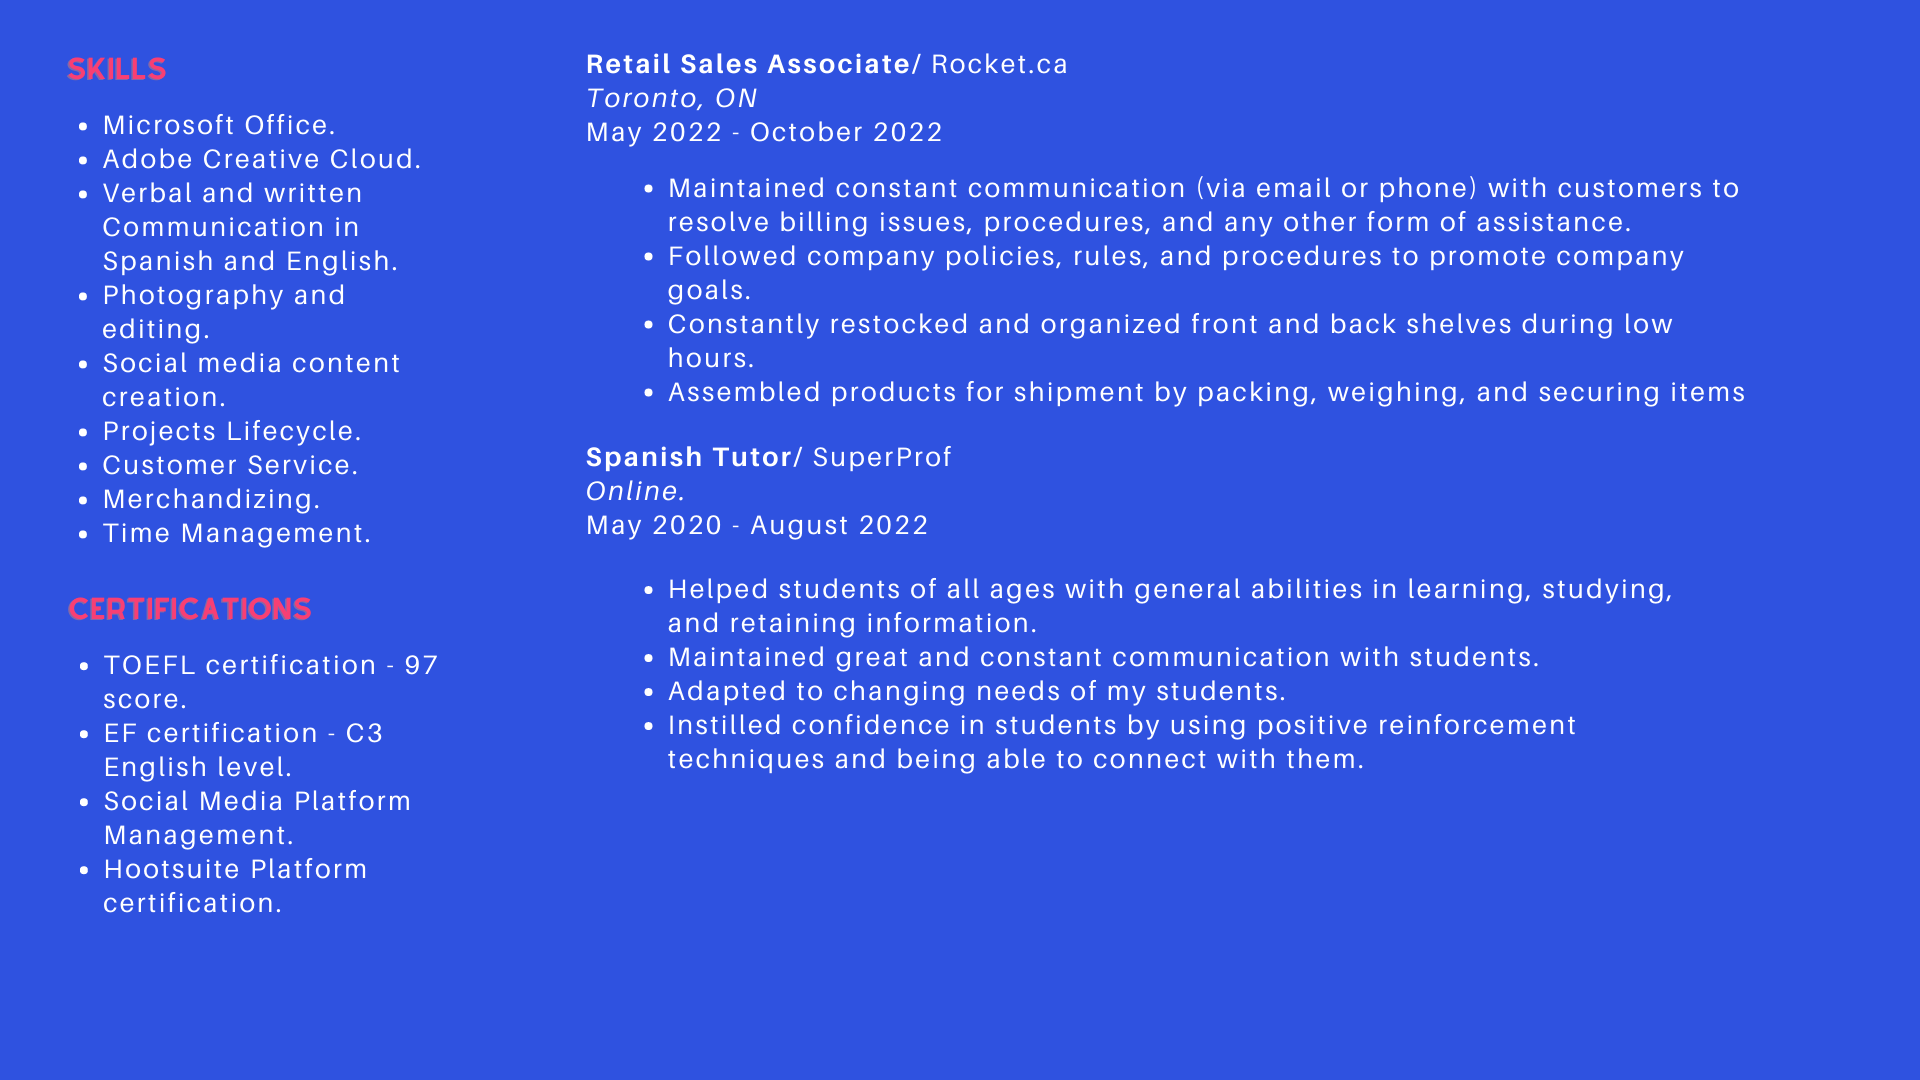 SKILLS
• Microsoft Office.
• Adobe Creative Cloud.
• Verbal and written
Communication in
Spanish and English.
• Photography and
editing.
• Social media content
creation.
• Projects Lifecycle.
• Customer Service.
• Merchandizing.
• Time Management.
CERTIFICATIONS
• TOEFL certification - 97
score.
• EF certification - C3
English level.
• Social Media Platform
Management.
• Hootsuite Platform
certification.
Retail Sales Associate/ Rocket.ca
Toronto, ON
May 2022 - October 2022
• Maintained constant communication (via email or phone) with customers to
resolve billing issues, procedures, and any other form of assistance.
• Followed company policies, rules, and procedures to promote company
goals.
• Constantly restocked and organized front and back shelves during low
hours.
• Assembled products for shipment by packing, weighing, and securing items
Spanish Tutor/ SuperProf
Online.
May 2020 - August 2022
• Helped students of all ages with general abilities in learning, studying,
and retaining information.
• Maintained great and constant communication with students.
• Adapted to changing needs of my students.
• Instilled confidence in students by using positive reinforcement
techniques and being able to connect with them.